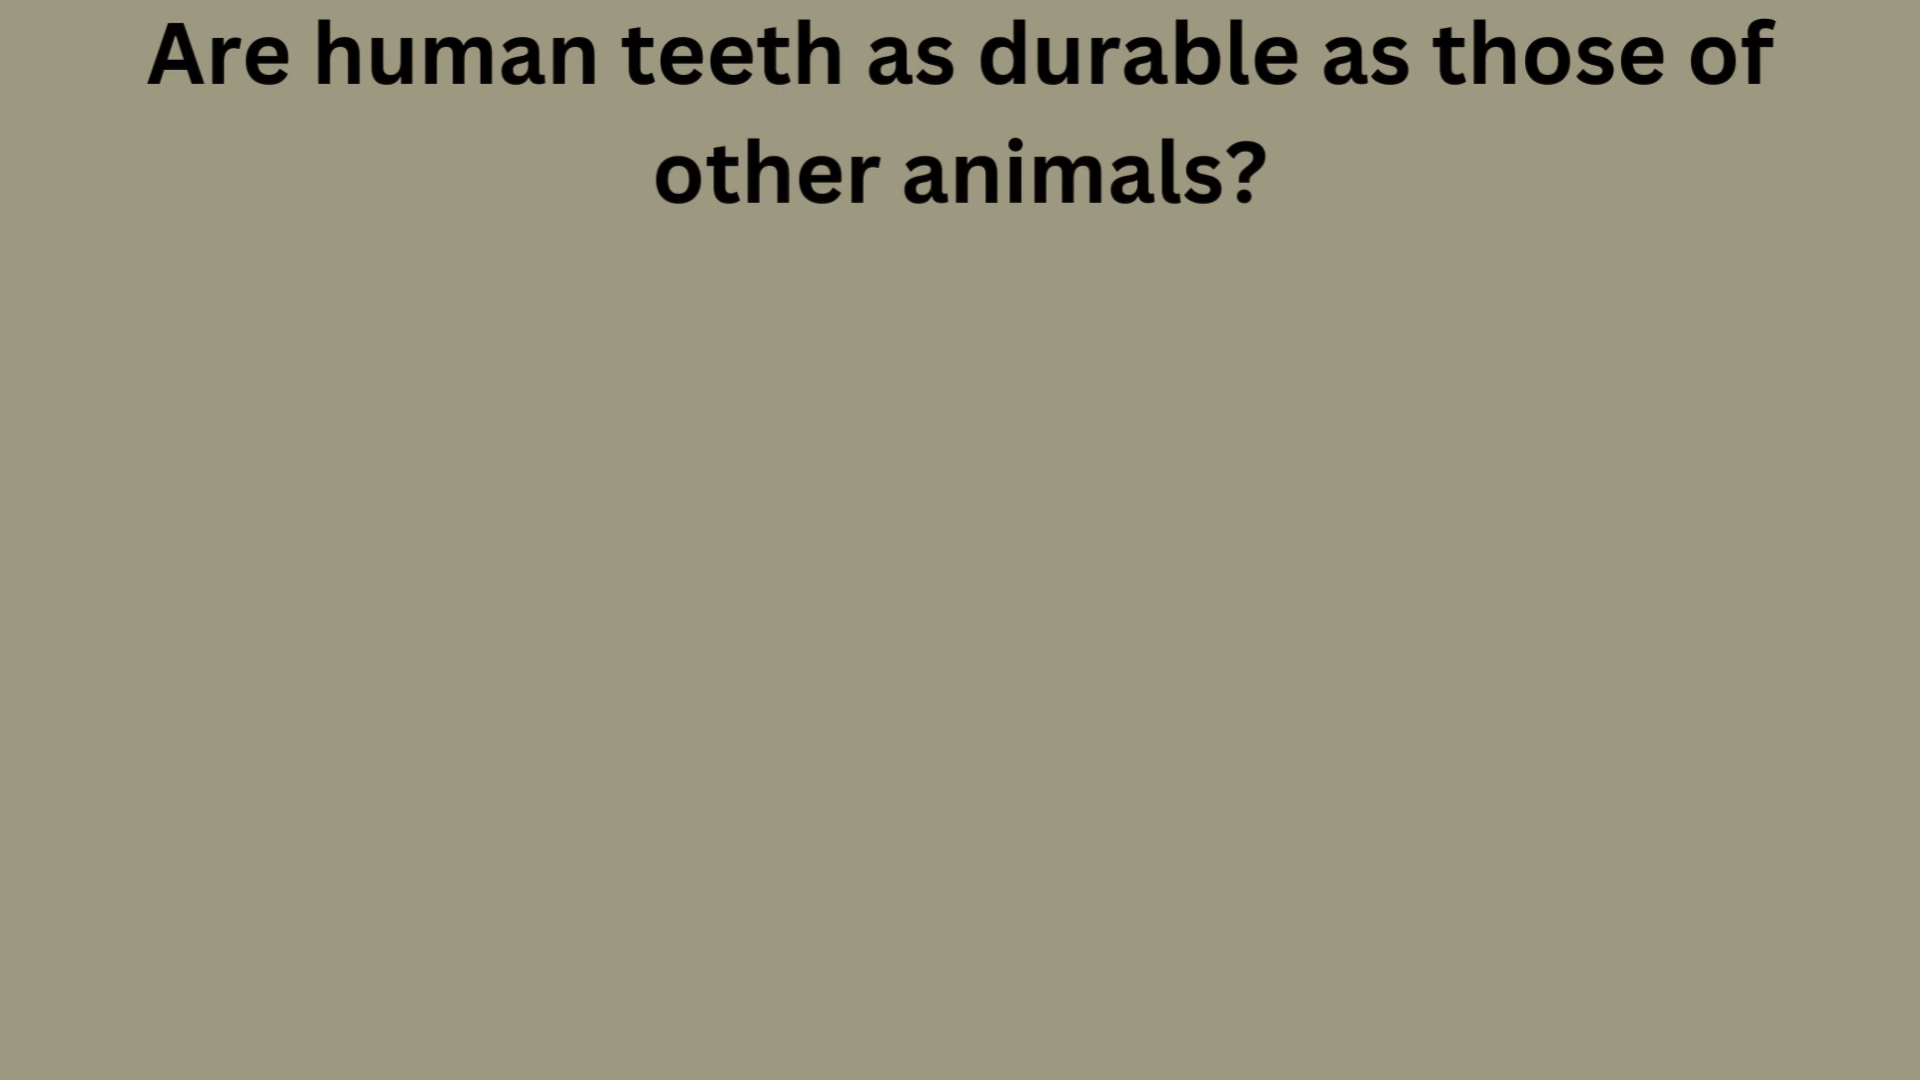 Are human teeth as durable as those of
other animals?